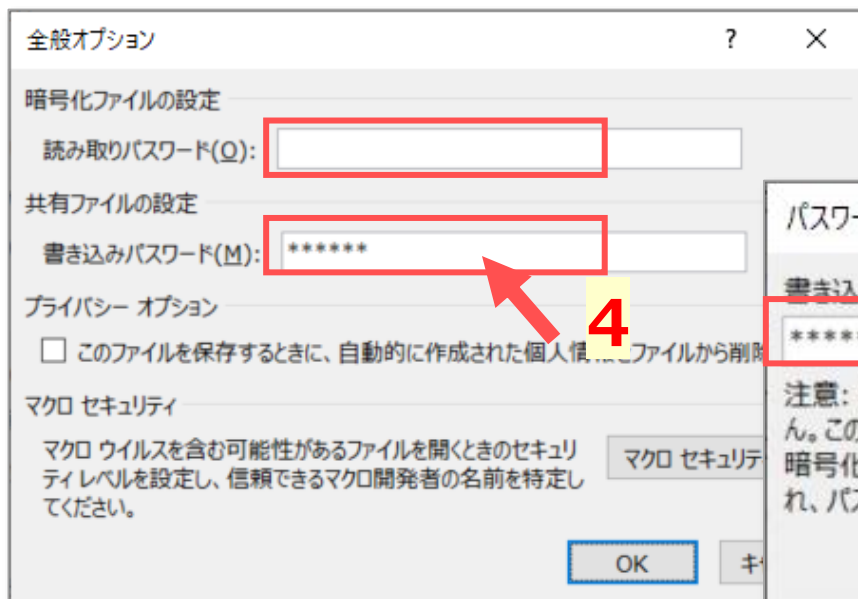 全般オプション ? ×
暗号化ファイルの設定
読み取りパスワード(O):
共有ファイルの設定
書き込みパスワード(M): ******
プライバシー オプション
このファイルを保存するときに、自動的に作成された個人情報をファイルから削除
マクロ セキュリティ
マクロ ウイルスを含む可能性があるファイルを開くときのセキュリ
ティ レベルを設定し、信頼できるマクロ開発者の名前を特定し
てください。
マクロ セキュリテ
OK
キ
4
パスワー
書き込
*****
注意:
ん。この
暗号化
れ、パス